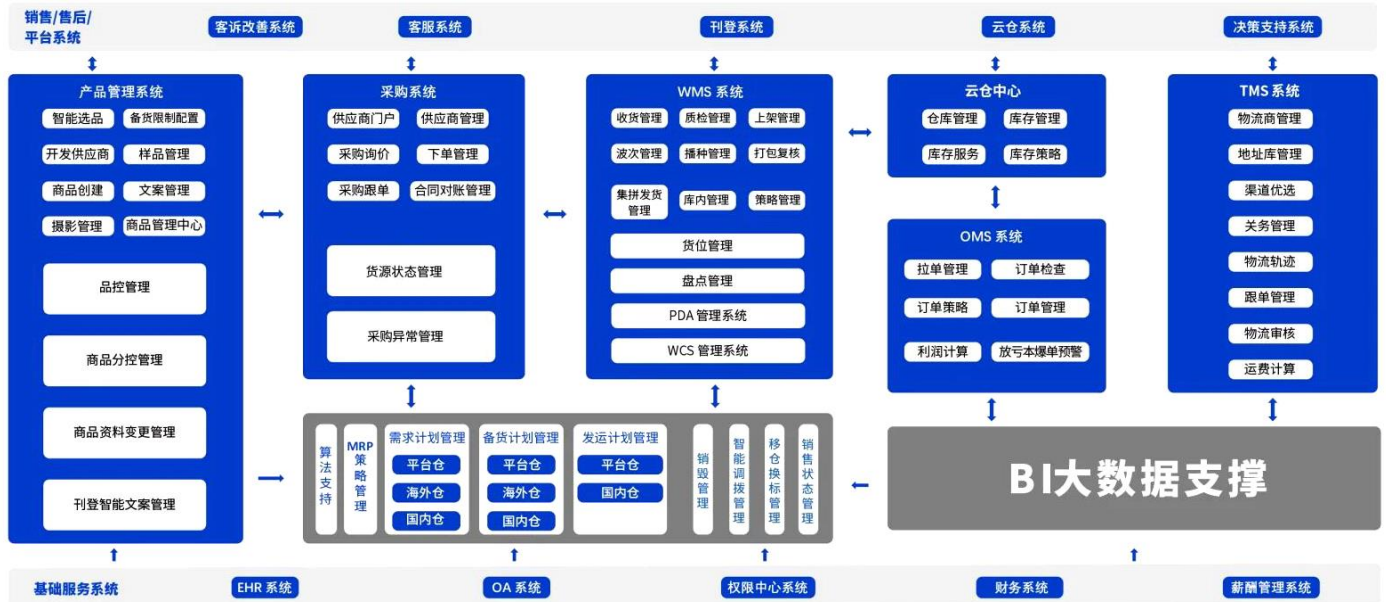 销售/售后/
平台系统
客诉改善系统
客服系统
刊登系统
云仓系统
决策支持系统
产品管理系统
智能选品
备货限制配置
开发供应商
样品管理
商品创建
文案管理
摄影管理
商品管理中心
品控管理
商品分控管理
商品资料变更管理
刊登智能文案管理
采购系统
供应商门户
供应商管理
采购询价
下单管理
采购跟单
合同对账管理
货源状态管理
采购异常管理
WMS 系统
收货管理
质检管理
上架管理
波次管理
播种管理
打包复核
集拼发货
管理
库内管理
策略管理
货位管理
盘点管理
PDA 管理系统
WCS 管理系统
云仓中心
仓库管理
库存管理
库存服务
库存策略
OMS 系统
拉单管理
订单检查
订单策略
订单管理
利润计算
放亏本爆单预警
TMS 系统
物流商管理
地址库管理
渠道优选
关务管理
物流轨迹
跟单管理
物流审核
运费计算
算法支持
MRP
策略管理
需求计划管理
平台仓
海外仓
国内仓
备货计划管理
平台仓
海外仓
国内仓
发运计划管理
平台仓
国内仓
销毁管理
智能调拨管理
移仓换标管理
销售状态管理
BI大数据支撑
基础服务系统
EHR 系统
OA 系统
权限中心系统
财务系统
薪酬管理系统